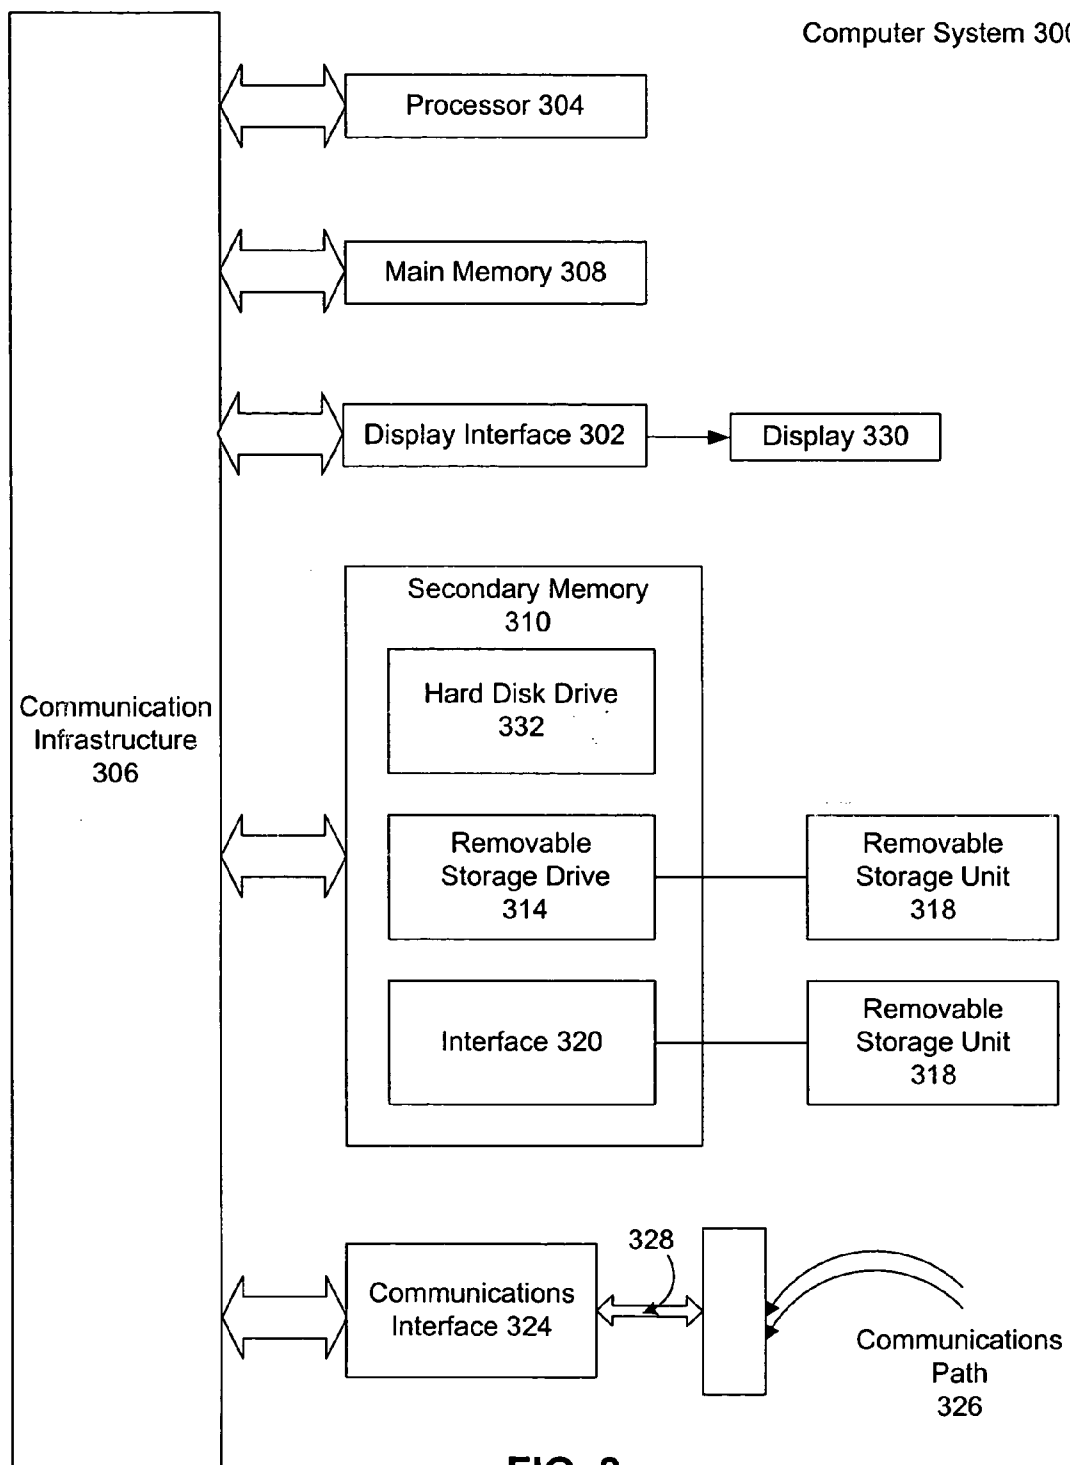 Computer System 300
Processor 304
Main Memory 308
Display Interface 302
Display 330
Secondary Memory
310
Hard Disk Drive
332
Communication
Infrastructure
306
Removable
Storage Drive
314
Removable
Storage Unit
318
Interface 320
Removable
Storage Unit
318
328
Communications
Interface 324
Communications
Path
326
FIG.